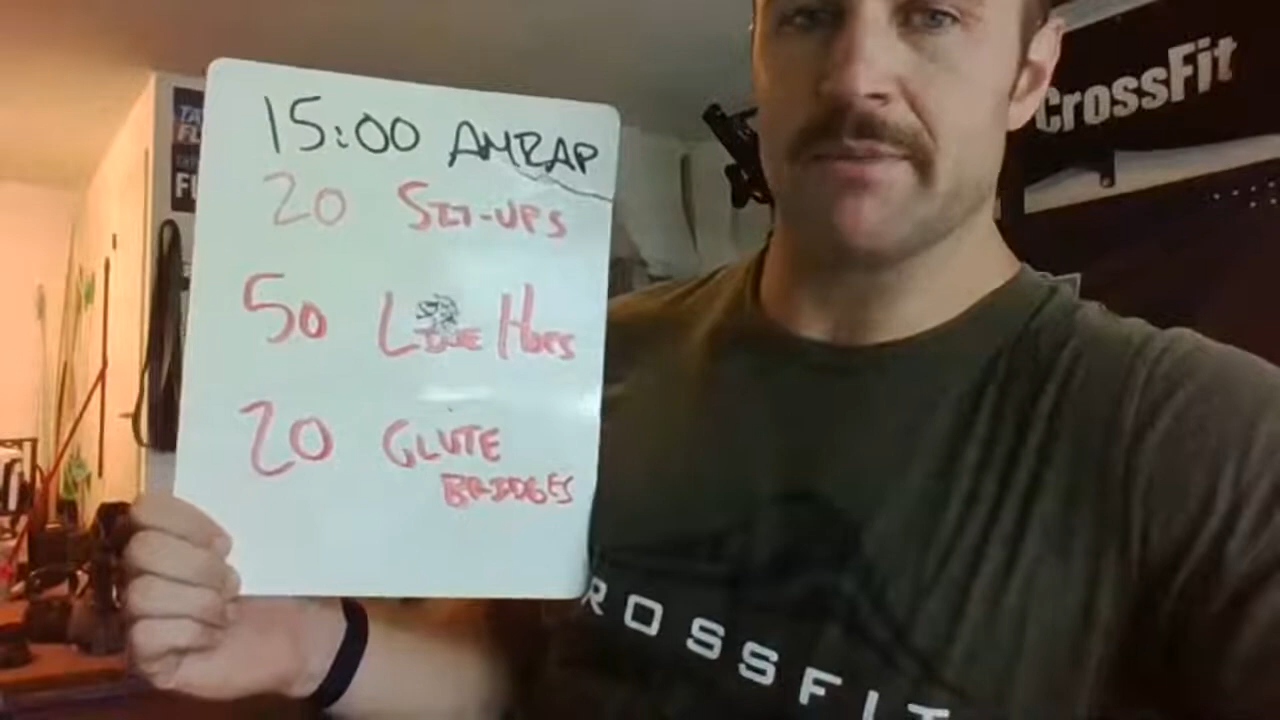 15:00 AMRAP
20 SIT-UPS
50 LINE HOPS
20 GLUTE
BRIDGES
CrossFit
ROSSFIT